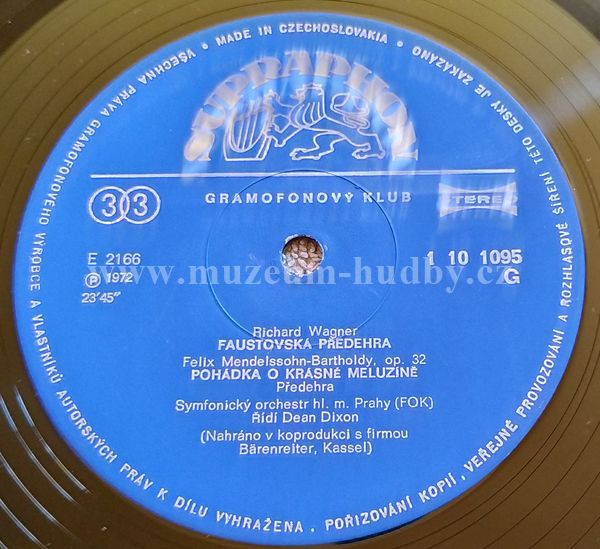 VŠECHNA PRÁVA GRAMOFONOVÉHO VÝROBCE A VLASTNÍKŮ AUTORSKÝCH PRÁV K DÍLU VYHRAŽENA . POŘIZOVÁNÍ KOPIÍ, VEŘEJNÉ PROVOZOVÁNÍ A ROZHLASOVÉ ŠÍŘENÍ TÉTO DESKY JE ZAKÁZÁNO • MADE IN CZECHOSLOVAKIA •
SUPRAPHON
33
GRAMOFONOVÝ KLUB
STEREO
E 2166
1 10 1095
G
Ⓟ 1972
23'45"
www.muzeum-hudby.cz
Richard Wagner
FAUSTOVSKÁ PŘEDEHRA
Felix Mendelssohn-Bartholdy, op. 32
POHÁDKA O KRÁSNÉ MELUZÍNĚ
Předehra
Symfonický orchestr hl. m. Prahy (FOK)
Řídí Dean Dixon
(Nahráno v koprodukci s firmou
Bärenreiter, Kassel)